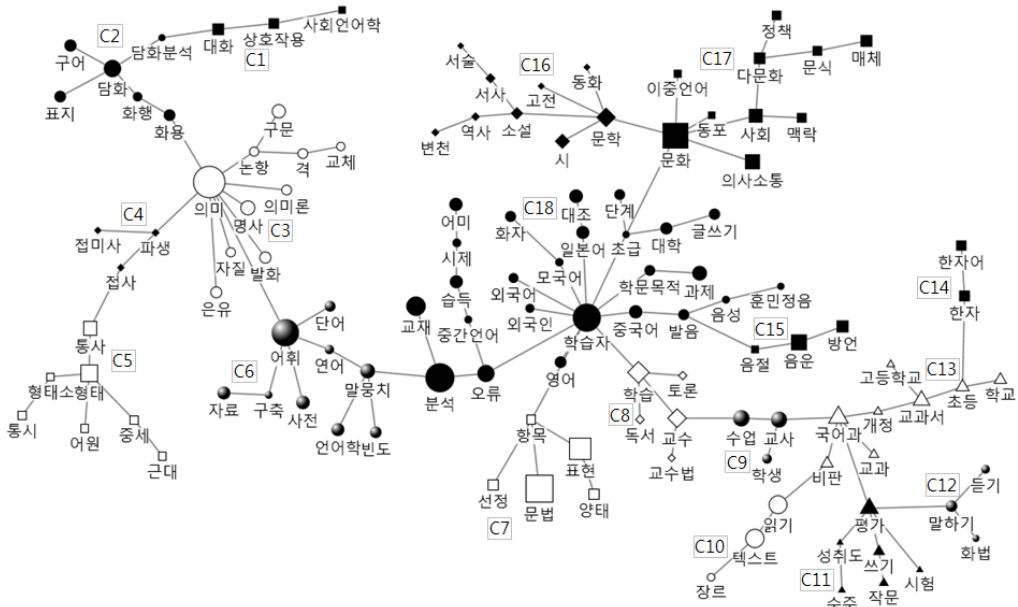 사회언어학
상호작용
대화
C1
C2
담화분석
구어
담화
표지
화행
화용
구문
논항
격
교체
의미
의미론
명사
C3
C4
접미사
파생
접사
자질
발화
은유
통사
C5
형태소
형태
통시
어원
중세
근대
단어
어휘
연어
C6
자료
구축
사전
말뭉치
언어학
빈도
교재
분석
오류
어미
시제
습득
중간언어
서술
서사
C16
동화
고전
변천
역사
소설
문학
시
정책
C17
다문화
문식
매체
이중언어
동포
사회
맥락
문화
의사소통
C18
대조
단계
화자
일본어
초급
대학
글쓰기
모국어
외국어
학문목적
과제
외국인
학습자
중국어
발음
음성
훈민정음
C15
음절
음운
방언
영어
항목
표현
선정
문법
양태
C7
학습
토론
C8
독서
교수
교수법
수업
교사
C9
학생
국어과
개정
교과서
고등학교
C13
초등
학교
한자어
C14
한자
비판
교과
읽기
C10
텍스트
장르
평가
C12
듣기
말하기
화법
성취도
쓰기
C11
수준
작문
시험